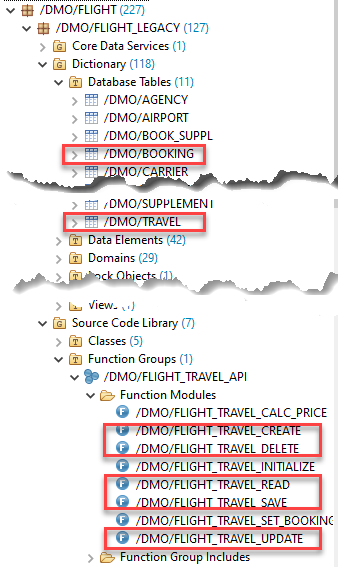 /DMO/FLIGHT (227)
/DMO/FLIGHT_LEGACY (127)
Core Data Services (1)
Dictionary (118)
Database Tables (11)
/DMO/AGENCY
/DMO/AIRPORT
/DMO/BOOK_SUPPL
/DMO/BOOKING
/DMO/CARRIER
/DMO/SUPPLEMENT
/DMO/TRAVEL
Data Elements (42)
Domains (29)
Lock Objects (1)
Views (1)
Source Code Library (7)
Classes (5)
Function Groups (1)
/DMO/FLIGHT_TRAVEL_API
Function Modules
/DMO/FLIGHT_TRAVEL_CALC_PRICE
/DMO/FLIGHT_TRAVEL_CREATE
/DMO/FLIGHT_TRAVEL_DELETE
/DMO/FLIGHT_TRAVEL_INITIALIZE
/DMO/FLIGHT_TRAVEL_READ
/DMO/FLIGHT_TRAVEL_SAVE
/DMO/FLIGHT_TRAVEL_SET_BOOKING
/DMO/FLIGHT_TRAVEL_UPDATE
Function Group Includes